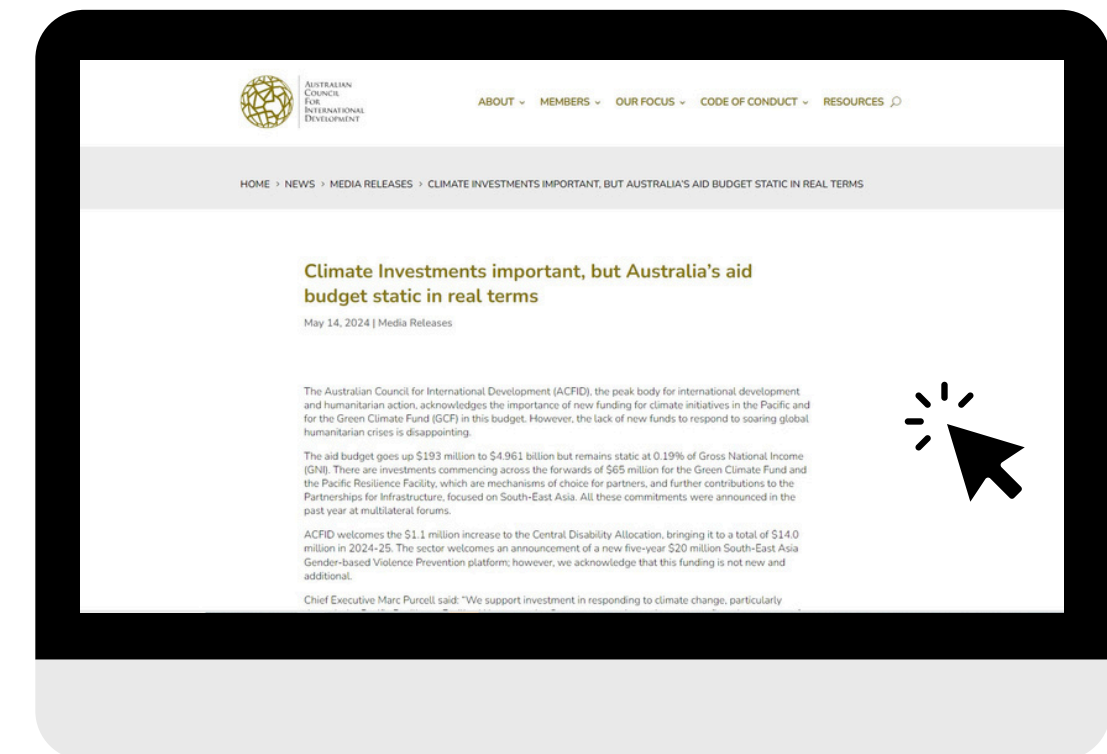 AUSTRALIAN
COUNCIL
FOR
INTERNATIONAL
DEVELOPMENT
ABOUT MEMBERS OUR FOCUS CODE OF CONDUCT RESOURCES
HOME > NEWS > MEDIA RELEASES > CLIMATE INVESTMENTS IMPORTANT, BUT AUSTRALIA'S AID BUDGET STATIC IN REAL TERMS
Climate Investments important, but Australia's aid
budget static in real terms
May 14, 2024 | Media Releases
The Australian Council for International Development (ACFID), the peak body for international development
and humanitarian action, acknowledges the importance of new funding for climate initiatives in the Pacific and
for the Green Climate Fund (GCF) in this budget. However, the lack of new funds to respond to soaring global
humanitarian crises is disappointing.
The aid budget goes up $193 million to $4.961 billion but remains static at 0.19% of Gross National Income
(GNI). There are investments commencing across the forwards of $65 million for the Green Climate Fund and
the Pacific Resilience Facility, which are mechanisms of choice for partners, and further contributions to the
Partnerships for Infrastructure, focused on South-East Asia. All these commitments were announced in the
past year at multilateral forums.
ACFID welcomes the $1.1 million increase to the Central Disability Allocation, bringing it to a total of $14.0
million in 2024-25. The sector welcomes an announcement of a new five-year $20 million South-East Asia
Gender-based Violence Prevention platform; however, we acknowledge that this funding is not new and
additional.
Chief Executive Marc Purcell said: "We support investment in responding to climate change, particularly